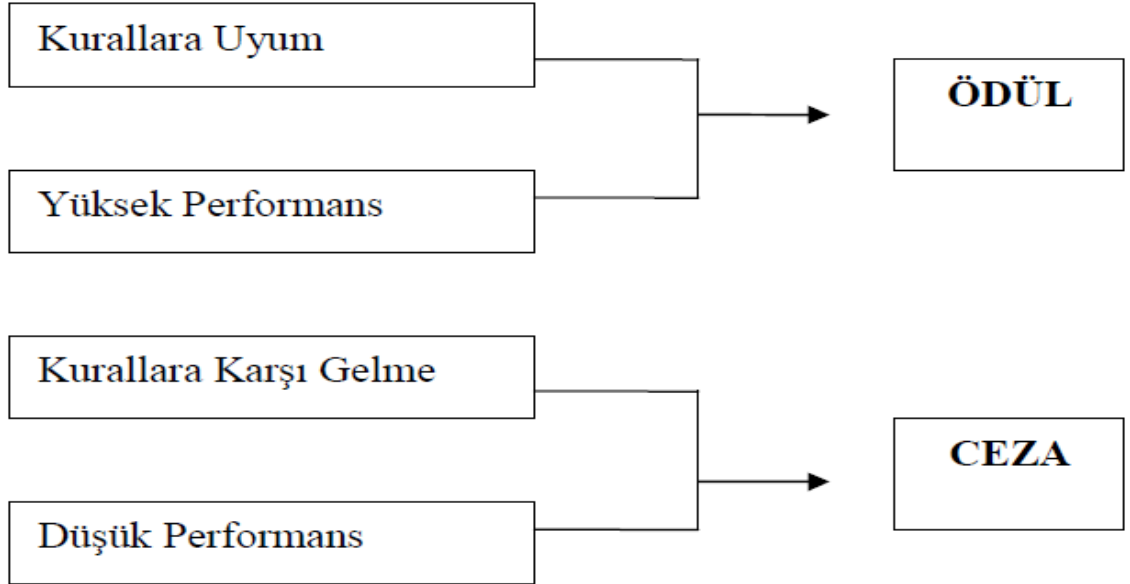 Kurallara Uyum
ÖDÜL
Yüksek Performans
Kurallara Karşı Gelme
CEZA
Düşük Performans